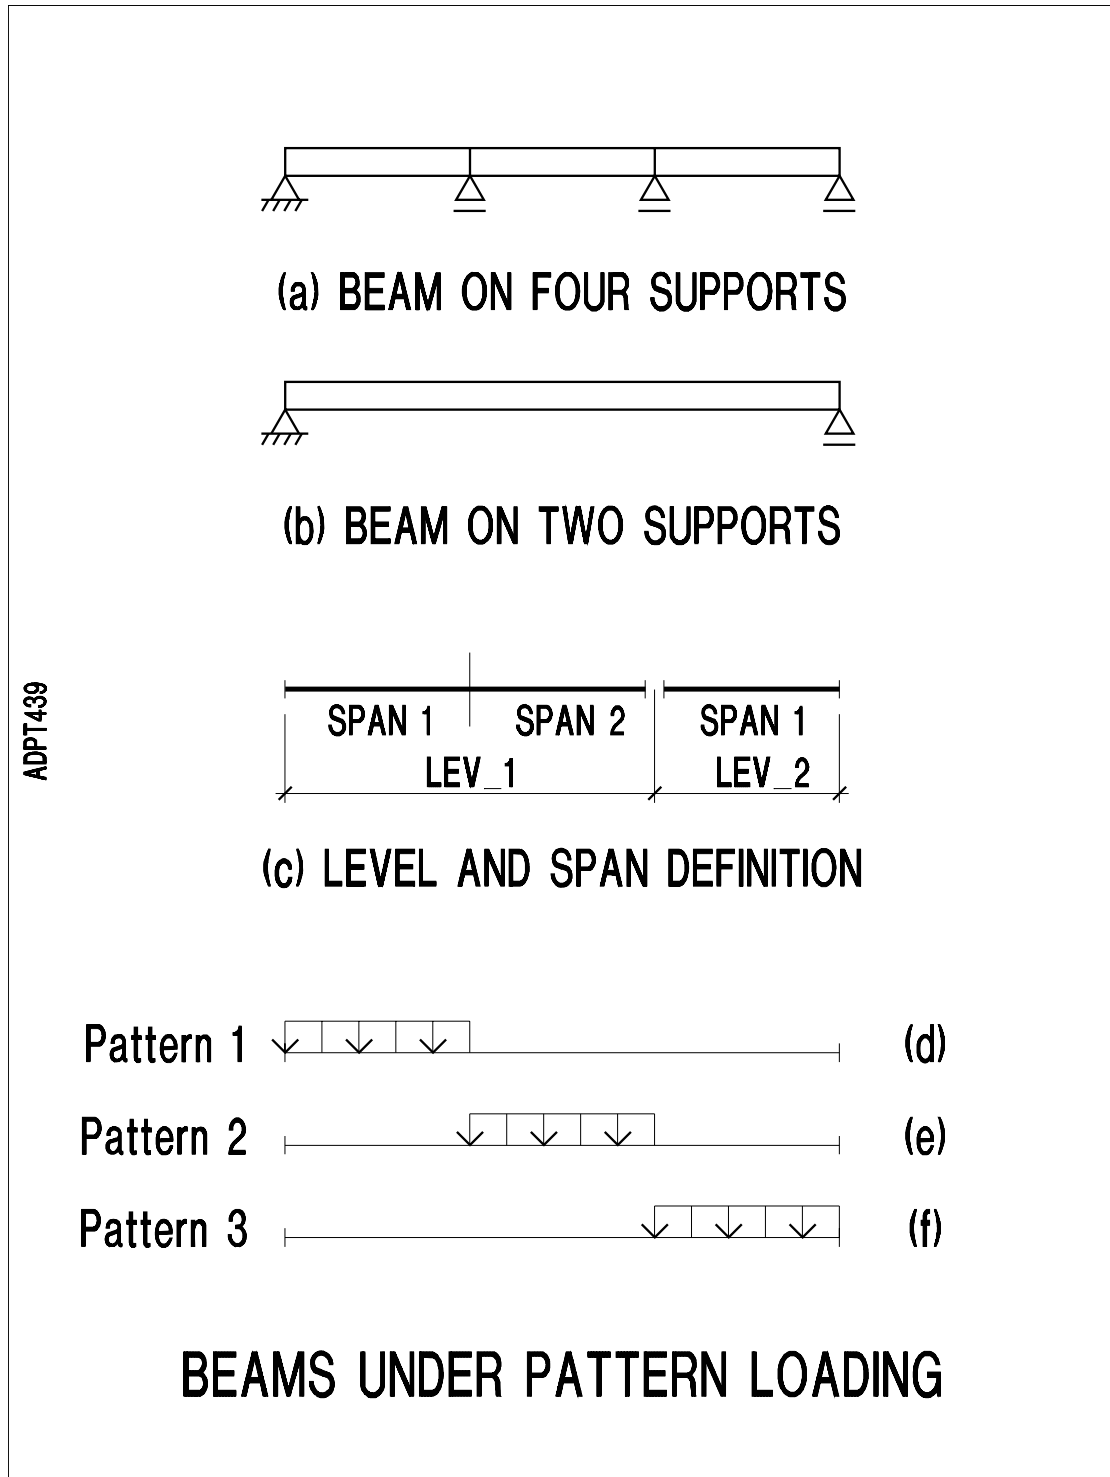 (a) BEAM ON FOUR SUPPORTS
(b) BEAM ON TWO SUPPORTS
ADPT439
SPAN 1 SPAN 2 SPAN 1
LEV_1 LEV_2
(c) LEVEL AND SPAN DEFINITION
Pattern 1 (d)
Pattern 2 (e)
Pattern 3 (f)
BEAMS UNDER PATTERN LOADING